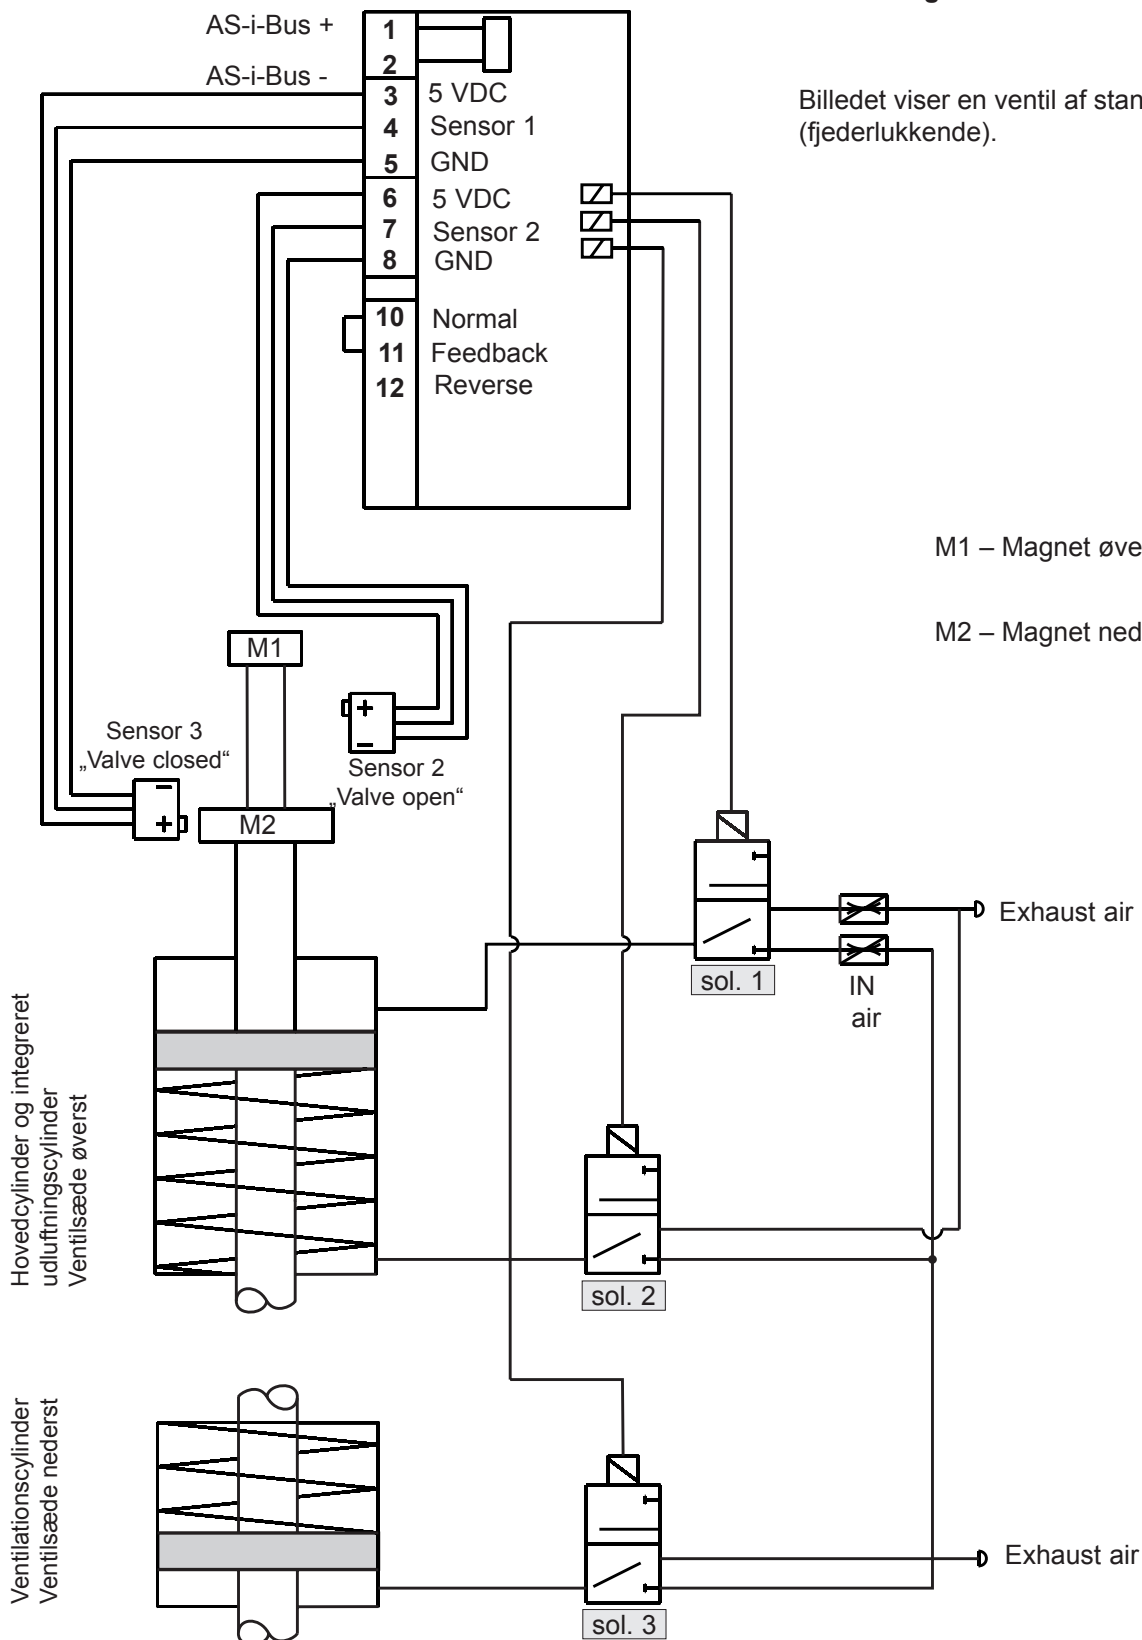 AS-i-Bus +
AS-i-Bus -
1
2
3 5 VDC
4 Sensor 1
5 GND
6 5 VDC
7 Sensor 2
8 GND
10 Normal
11 Feedback
12 Reverse
Billedet viser en ventil af stan
(fjederlukkende).
M1 – Magnet øve
M2 – Magnet ned
M1
Sensor 3
„Valve closed“
+
-
Sensor 2
„Valve open“
-
+
M2
Exhaust air
sol. 1
IN
air
Hovedcylinder og integreret
udluftningscylinder
Ventilsæde øverst
sol. 2
Ventilationscylinder
Ventilsæde nederst
Exhaust air
sol. 3